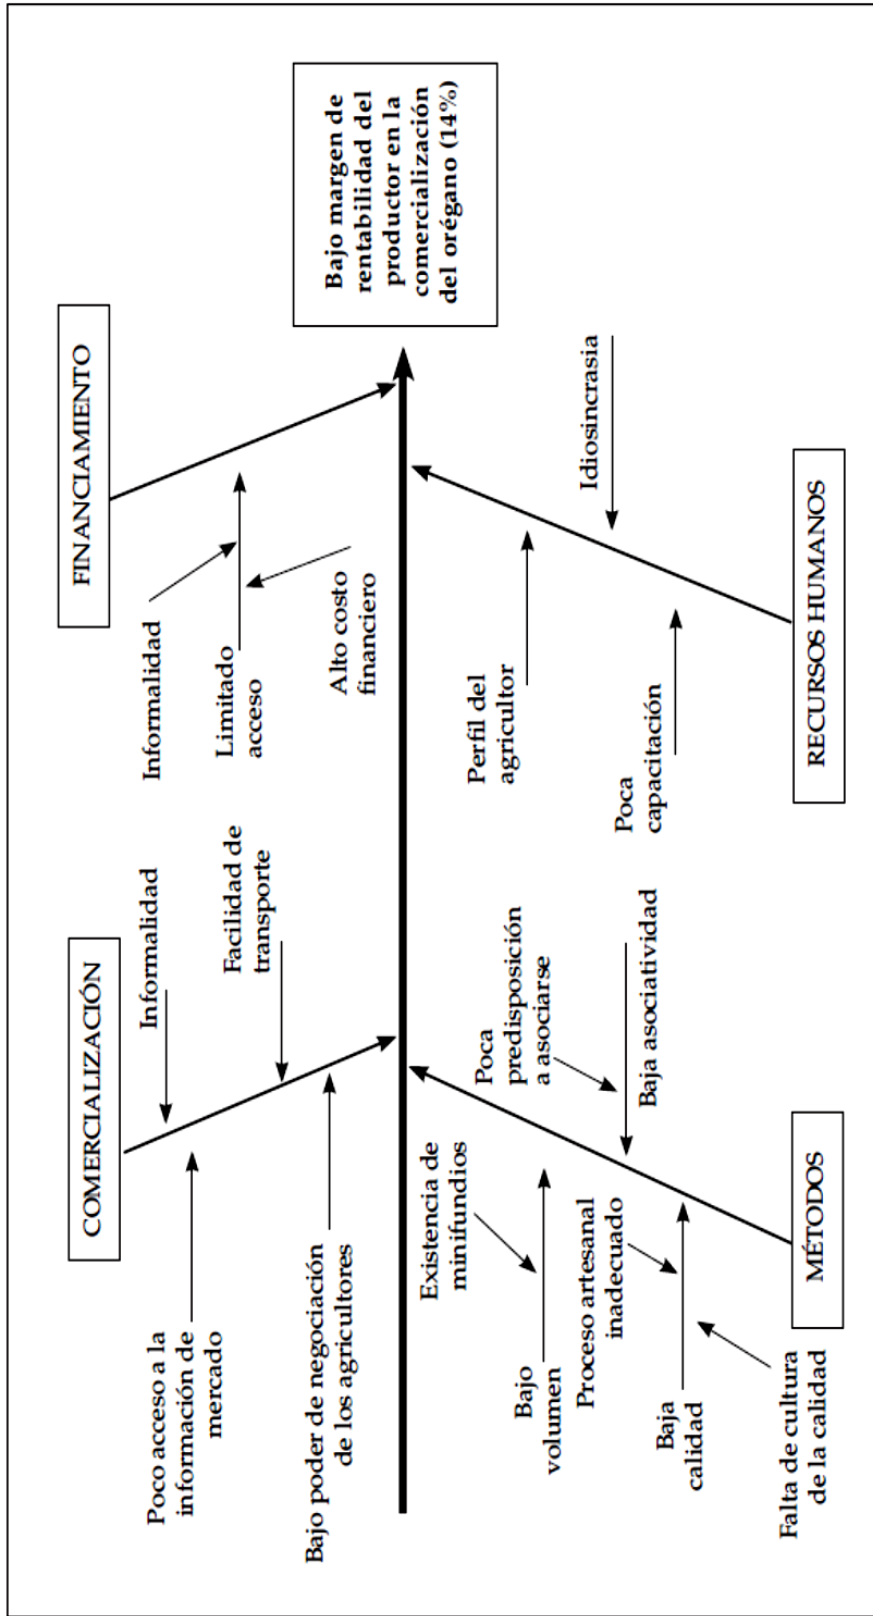 COMERCIALIZACIÓN
Informalidad
Poco acceso a la
información de
mercado
Facilidad de
transporte
Bajo poder de negociación
de los agricultores
FINANCIAMIENTO
Informalidad
Limitado
acceso
Alto costo
financiero
Bajo margen de
rentabilidad del
productor en la
comercialización
del orégano (14%)
Existencia de
minifundios
Bajo
volumen
Poca
predisposición
a asociarse
Baja asociatividad
Proceso artesanal
inadecuado
Baja
calidad
Falta de cultura
de la calidad
MÉTODOS
Perfil del
agricultor
Idiosincrasia
Poca
capacitación
RECURSOS HUMANOS